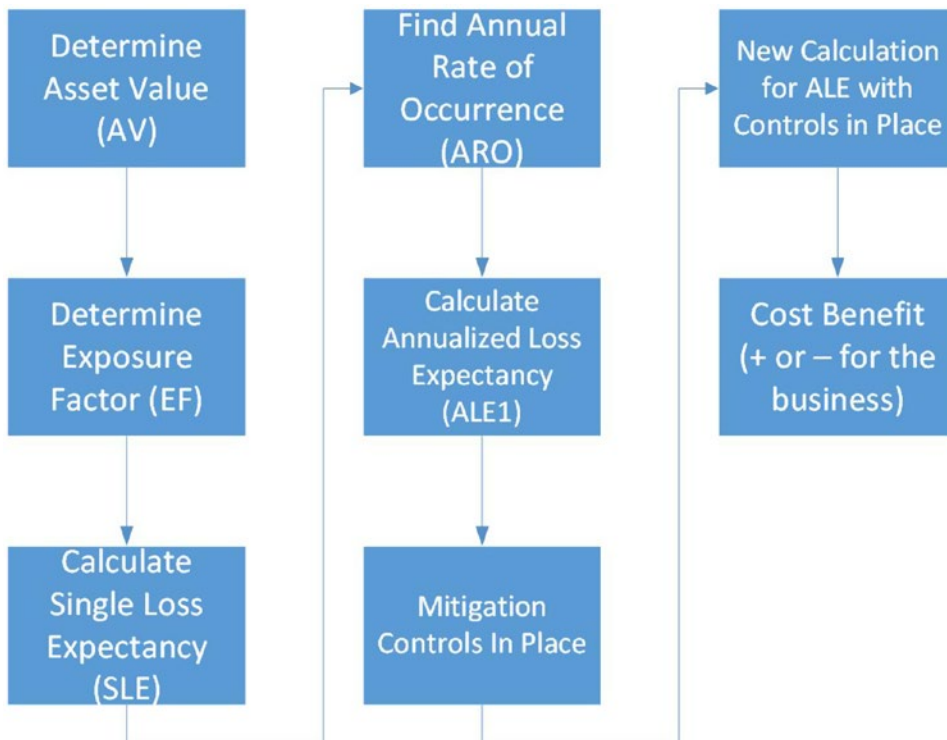 Determine
Asset Value
(AV)
Determine
Exposure
Factor (EF)
Calculate
Single Loss
Expectancy
(SLE)
Find Annual
Rate of
Occurrence
(ARO)
Calculate
Annualized Loss
Expectancy
(ALE1)
Mitigation
Controls In Place
New Calculation
for ALE with
Controls in Place
Cost Benefit
(+ or – for the
business)